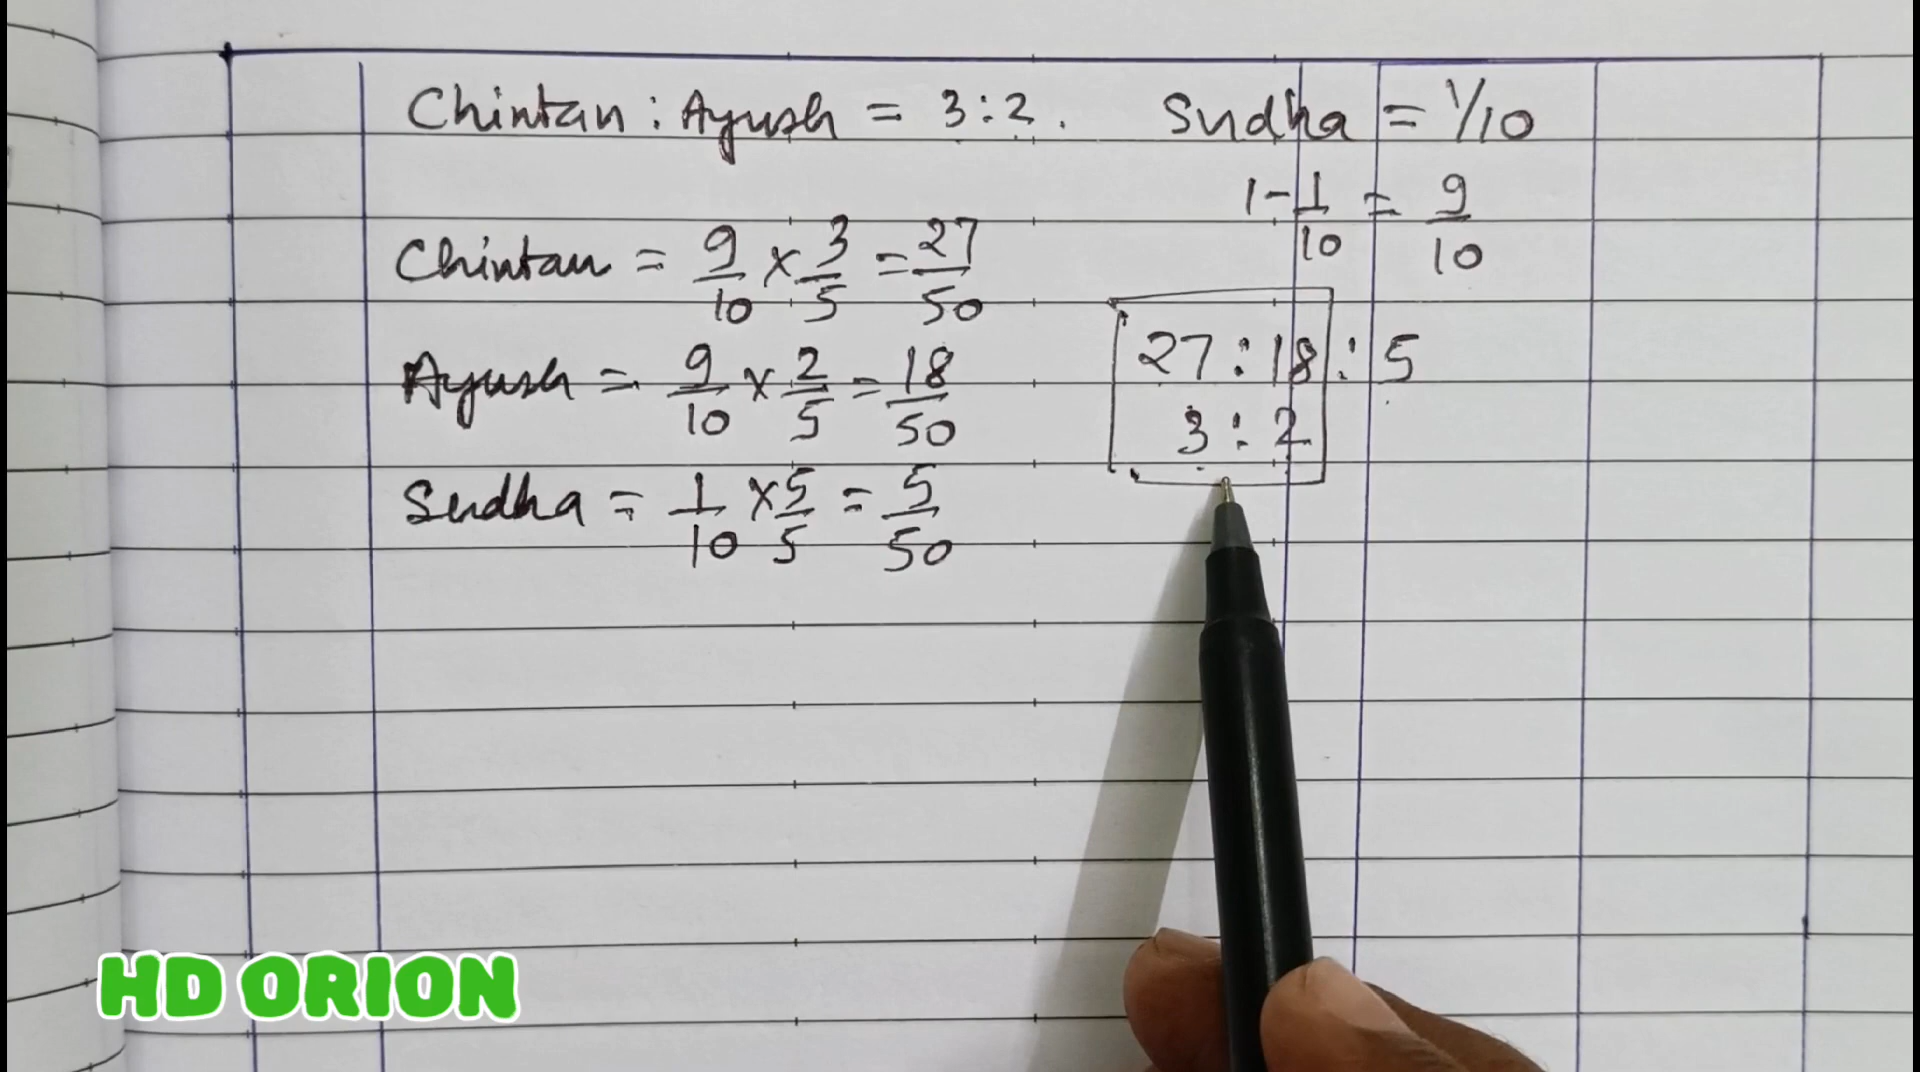 Chintan : Ayush = 3:2. Sudha = 1/10
1 - 1/10 = 9/10
Chintan = 9/10 × 3/5 = 27/50
27 : 18 : 5
Ayush = 9/10 × 2/5 = 18/50
3 : 2
Sudha = 1/10 × 5/5 = 5/50
HD ORION